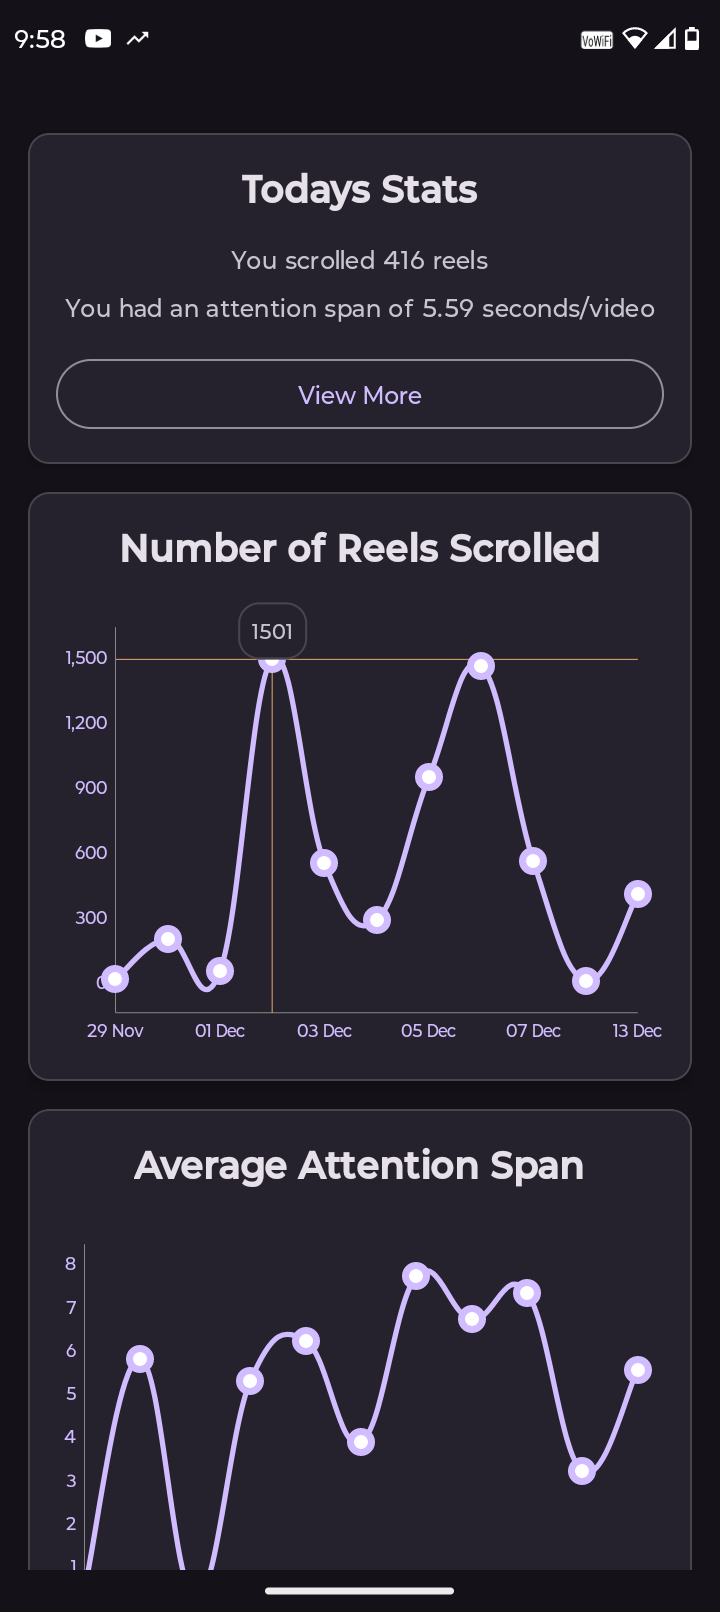 9:58
VoWiFi
Todays Stats
You scrolled 416 reels
You had an attention span of 5.59 seconds/video
View More
Number of Reels Scrolled
1501
1,500
1,200
900
600
300
0
29 Nov 01 Dec 03 Dec 05 Dec 07 Dec 13 Dec
Average Attention Span
8
7
6
5
4
3
2
1